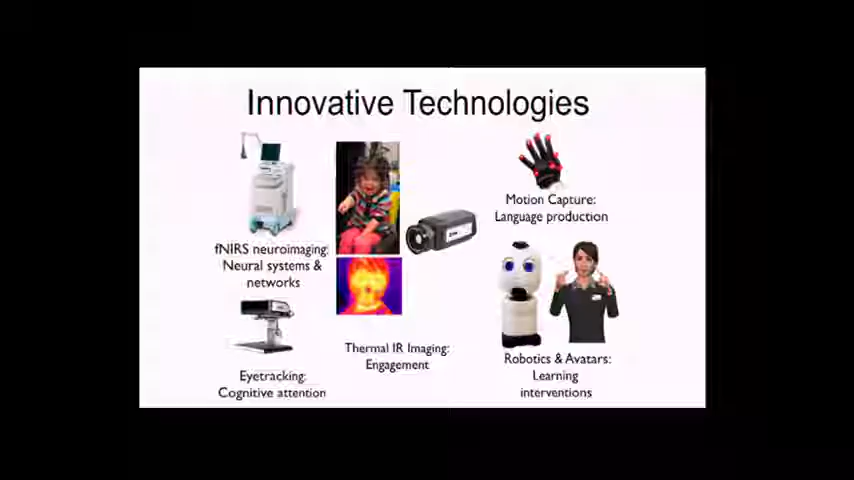 Innovative Technologies
fNIRS neuroimaging:
Neural systems &
networks
Eyetracking:
Cognitive attention
Thermal IR Imaging:
Engagement
Motion Capture:
Language production
Robotics & Avatars:
Learning
interventions